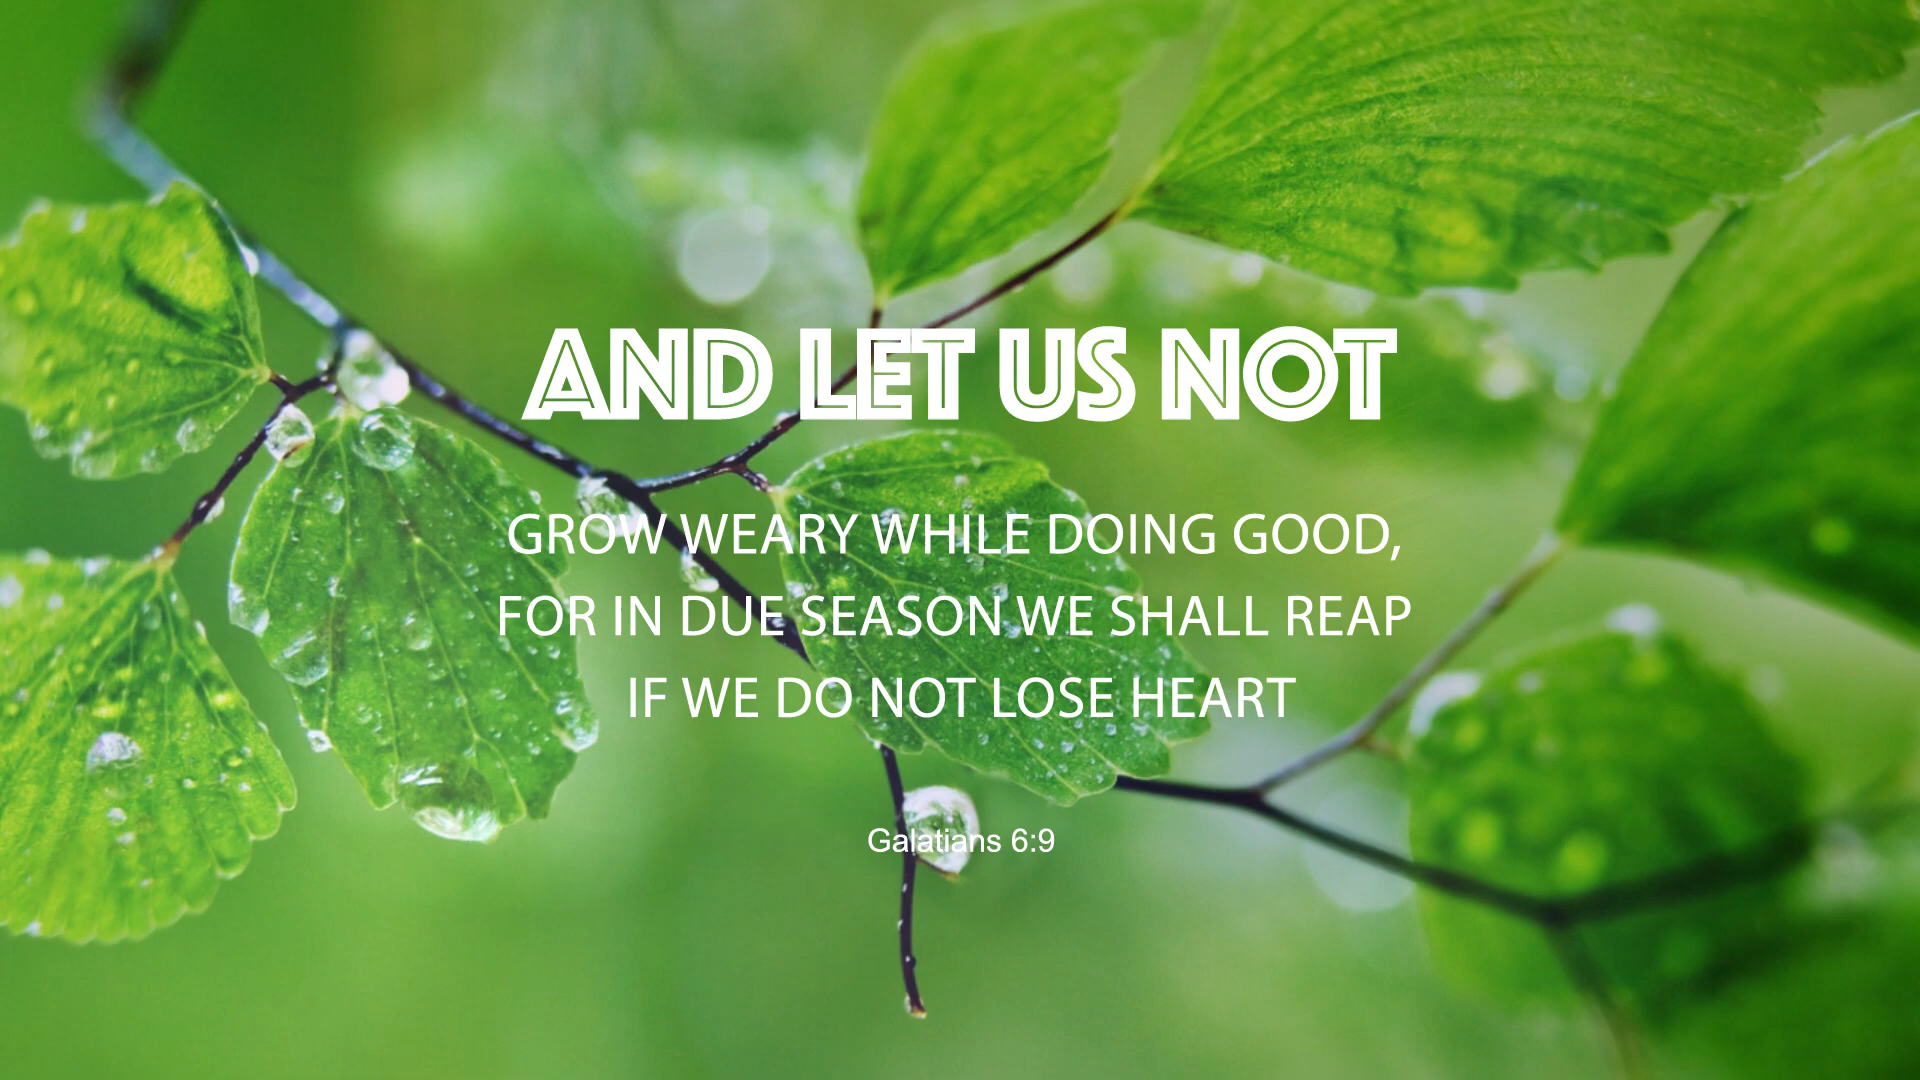 AND LET US NOT
GROW WEARY WHILE DOING GOOD,
FOR IN DUE SEASON WE SHALL REAP
IF WE DO NOT LOSE HEART
Galatians 6:9